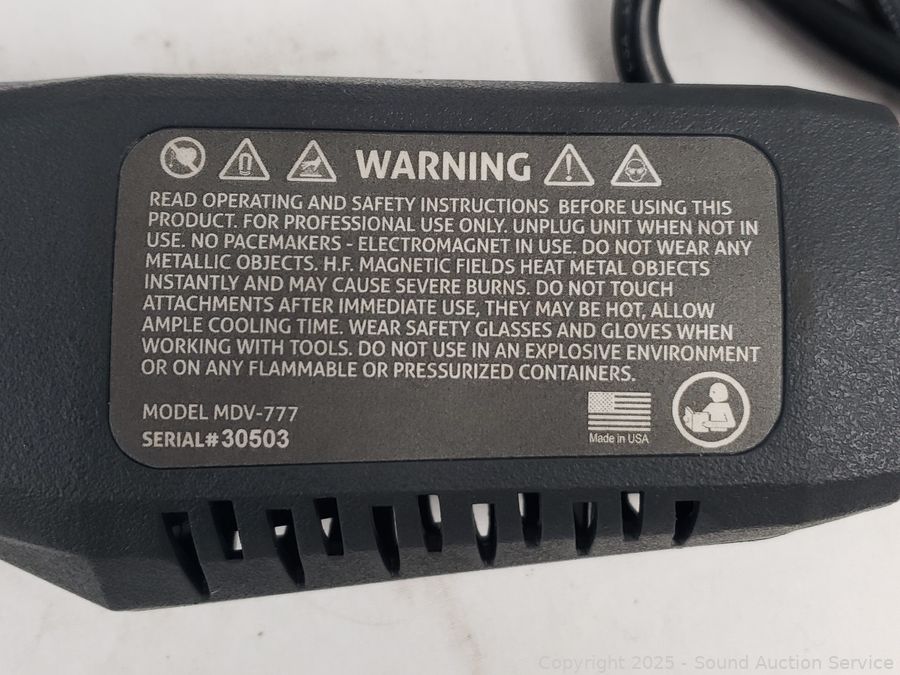 WARNING
READ OPERATING AND SAFETY INSTRUCTIONS BEFORE USING THIS
PRODUCT. FOR PROFESSIONAL USE ONLY. UNPLUG UNIT WHEN NOT IN
USE. NO PACEMAKERS - ELECTROMAGNET IN USE. DO NOT WEAR ANY
METALLIC OBJECTS. H.F. MAGNETIC FIELDS HEAT METAL OBJECTS
INSTANTLY AND MAY CAUSE SEVERE BURNS. DO NOT TOUCH
ATTACHMENTS AFTER IMMEDIATE USE, THEY MAY BE HOT, ALLOW
AMPLE COOLING TIME. WEAR SAFETY GLASSES AND GLOVES WHEN
WORKING WITH TOOLS. DO NOT USE IN AN EXPLOSIVE ENVIRONMENT
OR ON ANY FLAMMABLE OR PRESSURIZED CONTAINERS.
MODEL MDV-777
SERIAL# 30503
Made in USA
Copyright 2025 - Sound Auction Service